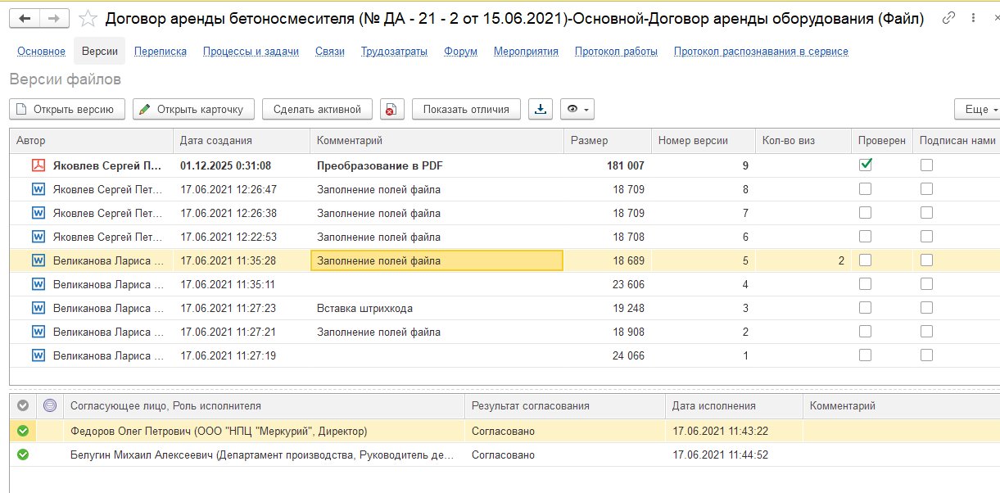 Договор аренды бетоносмесителя (№ ДА - 21 - 2 от 15.06.2021)-Основной-Договор аренды оборудования (Файл)
Основное Версии Переписка Процессы и задачи Связи Трудозатраты Форум Мероприятия Протокол работы Протокол распознавания в сервисе
Версии файлов
Открыть версию Открыть карточку Сделать активной Показать отличия Еще
Автор Дата создания Комментарий Размер Номер версии Кол-во виз Проверен Подписан нами
Яковлев Сергей П... 01.12.2025 0:31:08 Преобразование в PDF 181 007 9
Яковлев Сергей Пет... 17.06.2021 12:26:47 Заполнение полей файла 18 709 8
Яковлев Сергей Пет... 17.06.2021 12:26:38 Заполнение полей файла 18 709 7
Яковлев Сергей Пет... 17.06.2021 12:22:53 Заполнение полей файла 18 708 6
Великанова Лариса ... 17.06.2021 11:35:28 Заполнение полей файла 18 689 5 2
Великанова Лариса ... 17.06.2021 11:35:11 23 606 4
Великанова Лариса ... 17.06.2021 11:27:23 Вставка штрихкода 19 248 3
Великанова Лариса ... 17.06.2021 11:27:21 Заполнение полей файла 18 908 2
Великанова Лариса ... 17.06.2021 11:27:19 24 066 1
Согласующее лицо, Роль исполнителя Результат согласования Дата исполнения Комментарий
Федоров Олег Петрович (ООО "НПЦ "Меркурий", Директор) Согласовано 17.06.2021 11:43:22
Белугин Михаил Алексеевич (Департамент производства, Руководитель де... Согласовано 17.06.2021 11:44:52